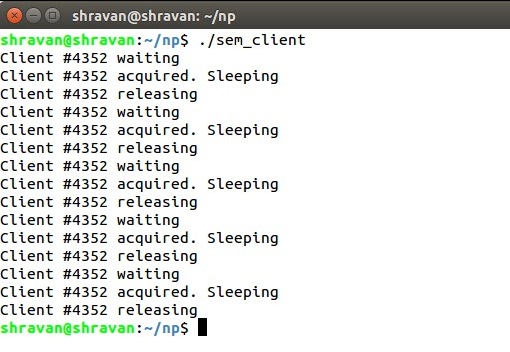 shravan@shravan: ~/np
shravan@shravan:~/np$ ./sem_client
Client #4352 waiting
Client #4352 acquired. Sleeping
Client #4352 releasing
Client #4352 waiting
Client #4352 acquired. Sleeping
Client #4352 releasing
Client #4352 waiting
Client #4352 acquired. Sleeping
Client #4352 releasing
Client #4352 waiting
Client #4352 acquired. Sleeping
Client #4352 releasing
Client #4352 waiting
Client #4352 acquired. Sleeping
Client #4352 releasing
shravan@shravan:~/np$